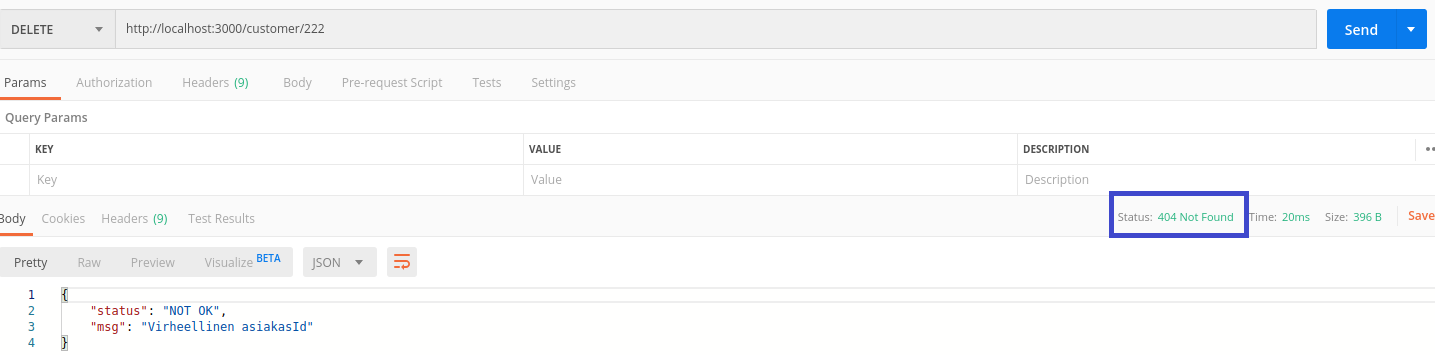 DELETE http://localhost:3000/customer/222 Send
Params Authorization Headers (9) Body Pre-request Script Tests Settings
Query Params
KEY VALUE DESCRIPTION
Key Value Description
Body Cookies Headers (9) Test Results Status: 404 Not Found Time: 20ms Size: 396 B Save
Pretty Raw Preview Visualize BETA JSON
1 {
2 "status": "NOT OK",
3 "msg": "Virheellinen asiakasId"
4 }